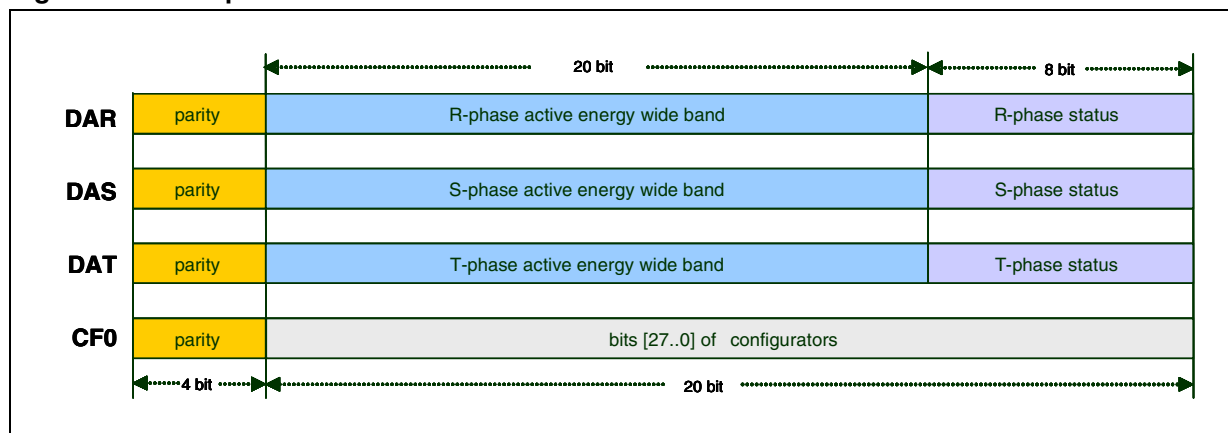 20 bit 8 bit
DAR parity R-phase active energy wide band R-phase status
DAS parity S-phase active energy wide band S-phase status
DAT parity T-phase active energy wide band T-phase status
CF0 parity bits [27..0] of configurators
4 bit 20 bit